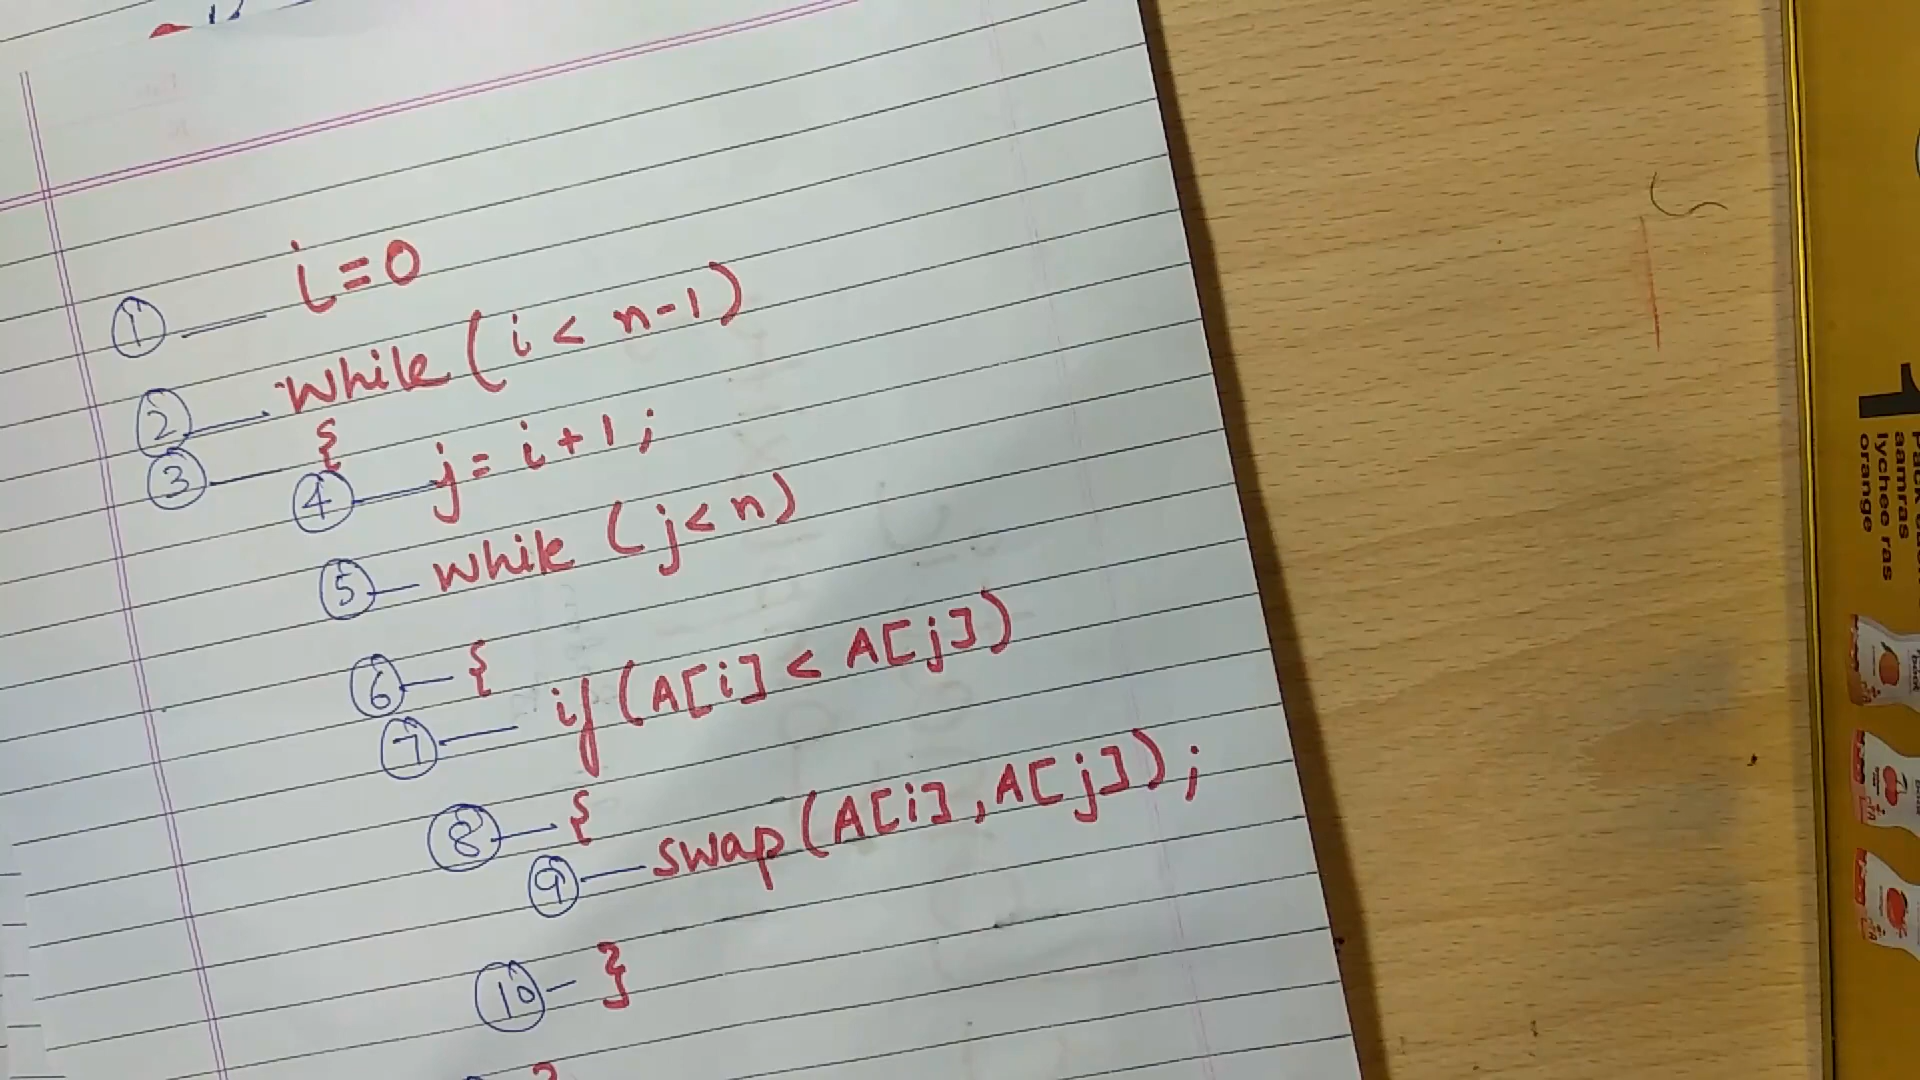 ① i=0
② while (i < n-1)
③ {
④ j = i + 1;
⑤ while (j < n)
⑥ {
⑦ if (A[i] < A[j])
⑧ {
⑨ swap (A[i], A[j]);
⑩ }
1
aamras
lychee ras
orange